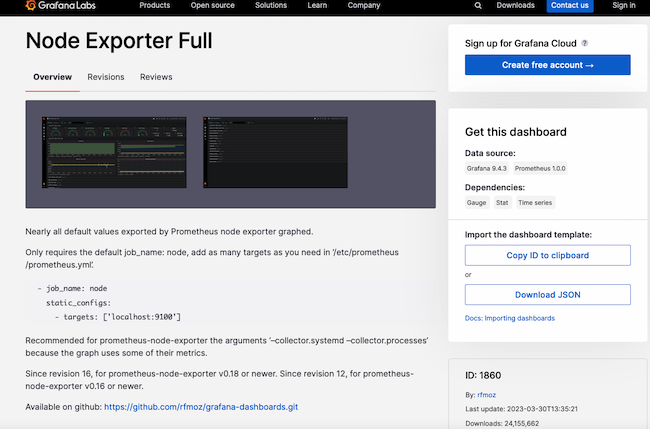 Grafana Labs
Products
Open source
Solutions
Learn
Company
Downloads
Contact us
Sign in
Node Exporter Full
Overview
Revisions
Reviews
Nearly all default values exported by Prometheus node exporter graphed.
Only requires the default job_name: node, add as many targets as you need in '/etc/prometheus
/prometheus.yml'.
- job_name: node
static_configs:
- targets: ['localhost:9100']
Recommended for prometheus-node-exporter the arguments '–collector.systemd –collector.processes'
because the graph uses some of their metrics.
Since revision 16, for prometheus-node-exporter v0.18 or newer. Since revision 12, for prometheus-
node-exporter v0.16 or newer.
Available on github: https://github.com/rfmoz/grafana-dashboards.git
Sign up for Grafana Cloud ?
Create free account →
Get this dashboard
Data source:
Grafana 9.4.3
Prometheus 1.0.0
Dependencies:
Gauge
Stat
Time series
Import the dashboard template:
Copy ID to clipboard
or
Download JSON
Docs: Importing dashboards
ID: 1860
By: rfmoz
Last update: 2023-03-30T13:35:21
Downloads: 24,155,662